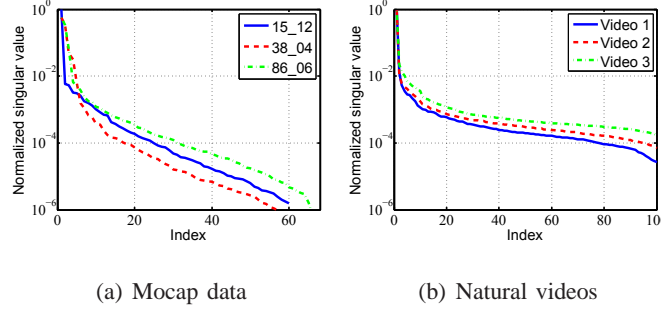 Normalized singular value
10^0
10^-2
10^-4
10^-6
0 20 40 60
Index
15_12
38_04
86_06
(a) Mocap data
Normalized singular value
10^0
10^-2
10^-4
10^-6
0 20 40 60 80 100
Index
Video 1
Video 2
Video 3
(b) Natural videos